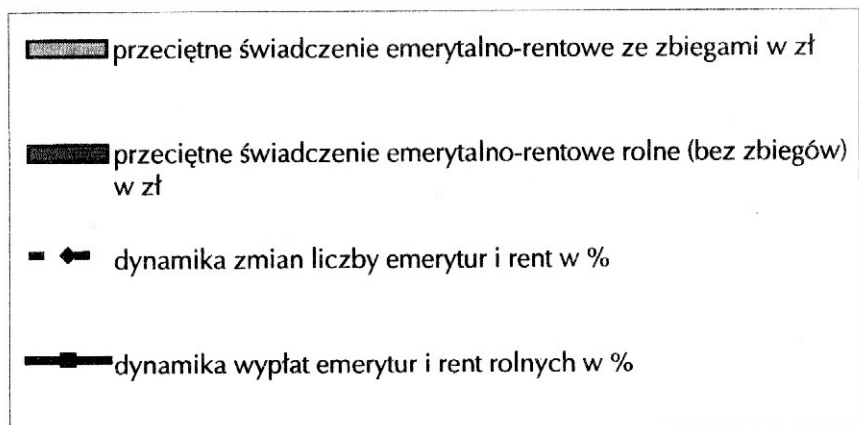 przeciętne świadczenie emerytalno-rentowe ze zbiegami w zł
przeciętne świadczenie emerytalno-rentowe rolne (bez zbiegów)
w zł
dynamika zmian liczby emerytur i rent w %
dynamika wypłat emerytur i rent rolnych w %